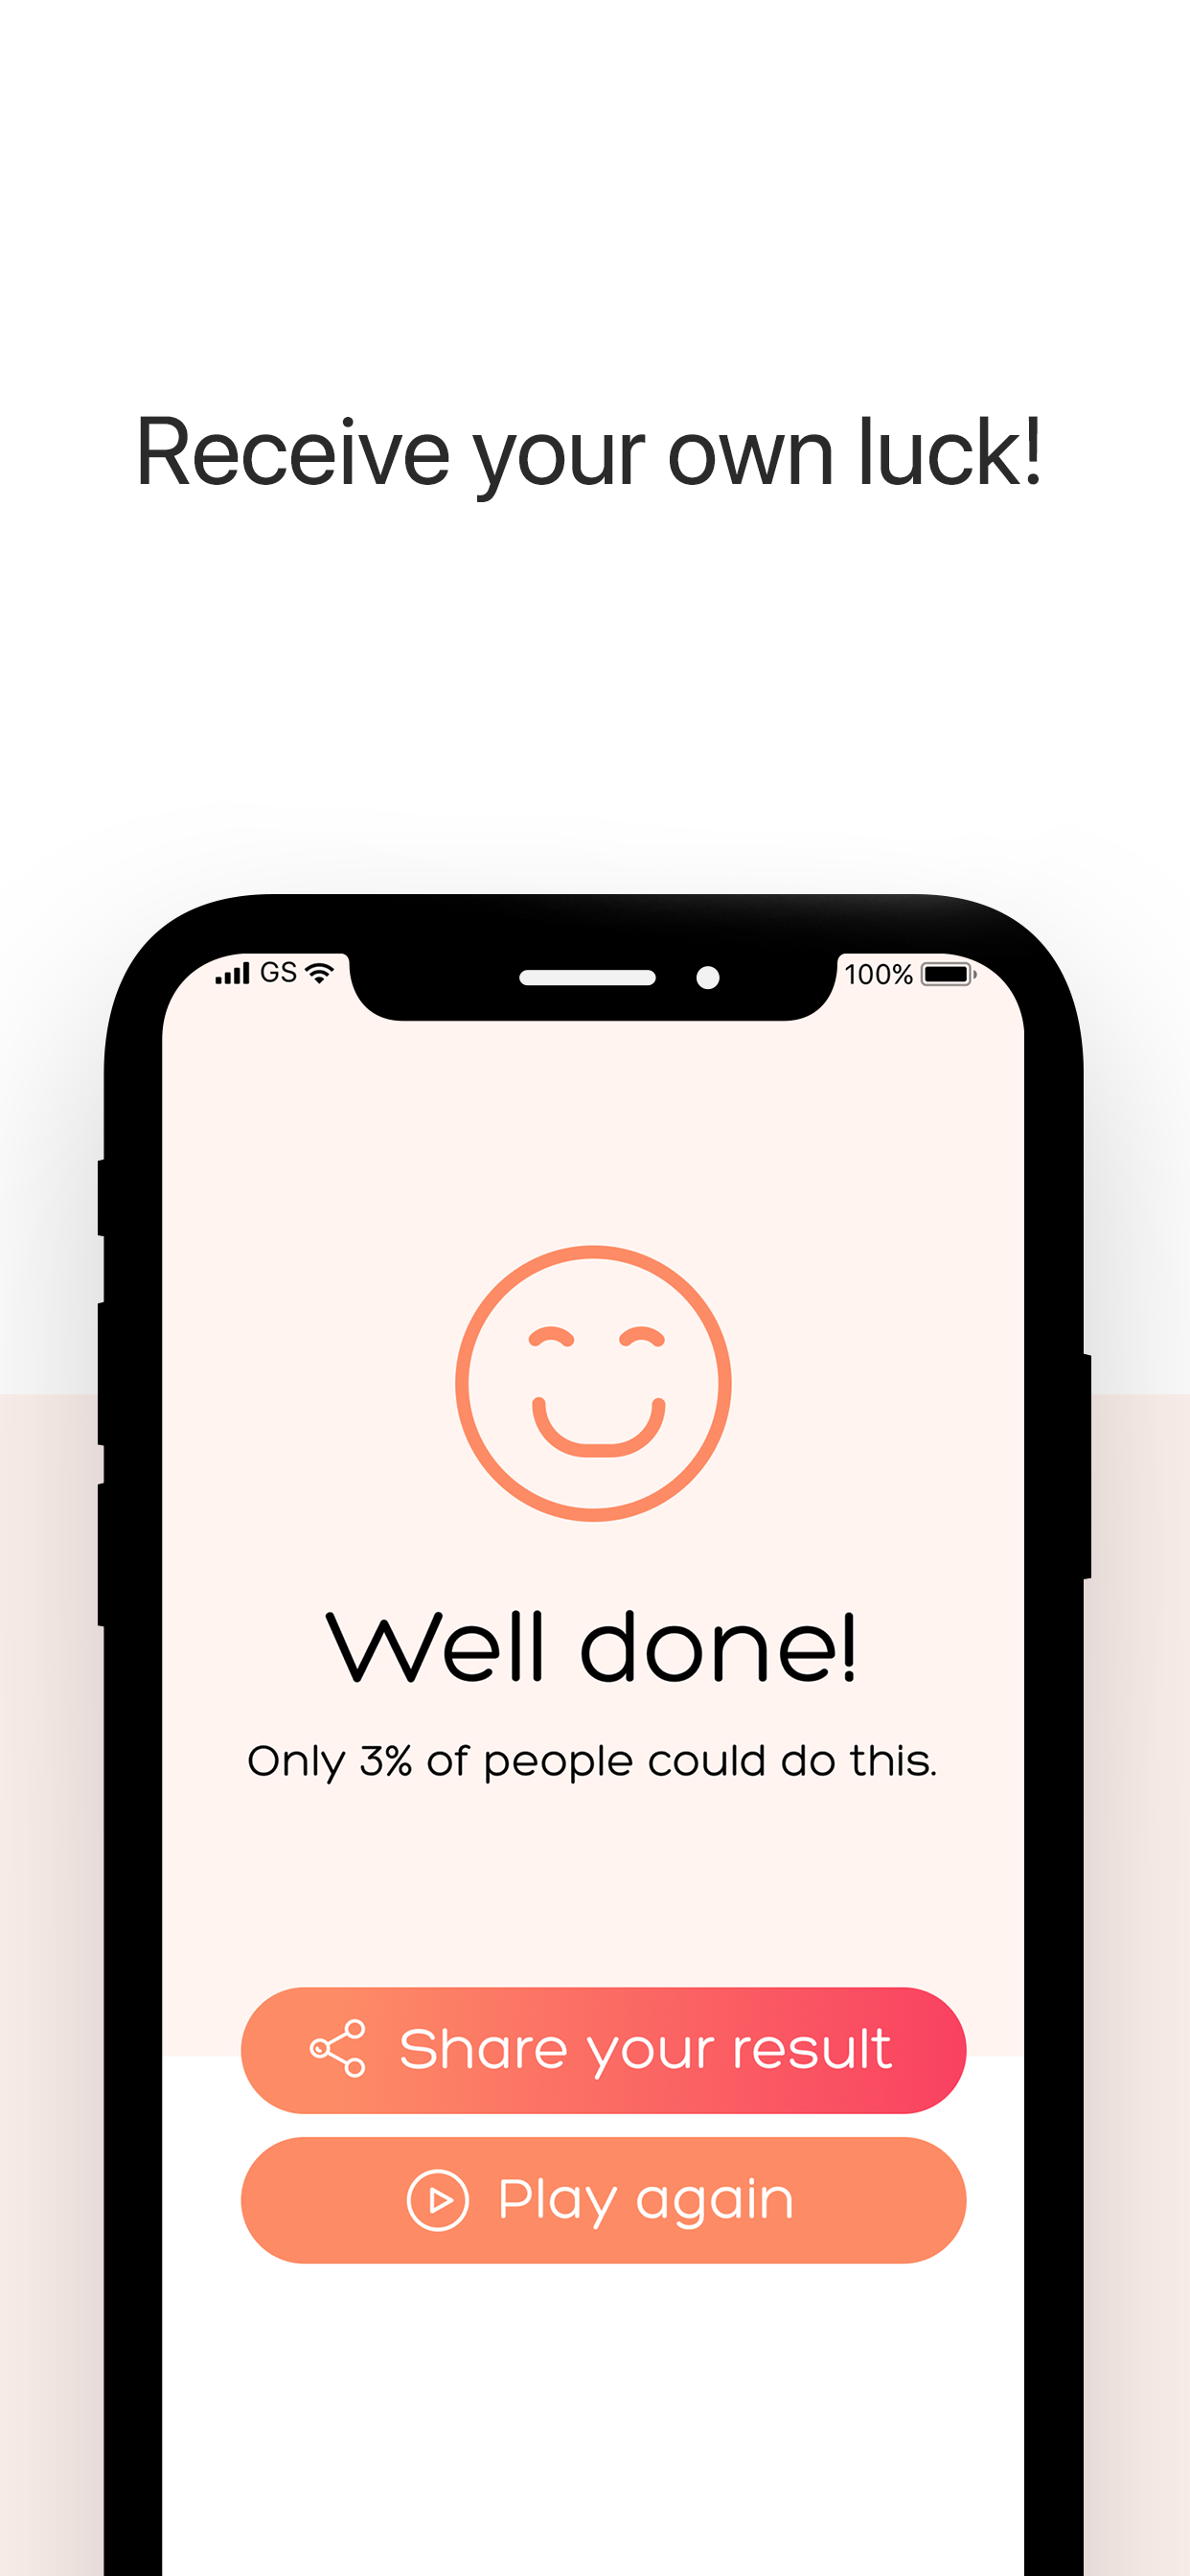 Receive your own luck!
GS
100%
Well done!
Only 3% of people could do this.
Share your result
Play again